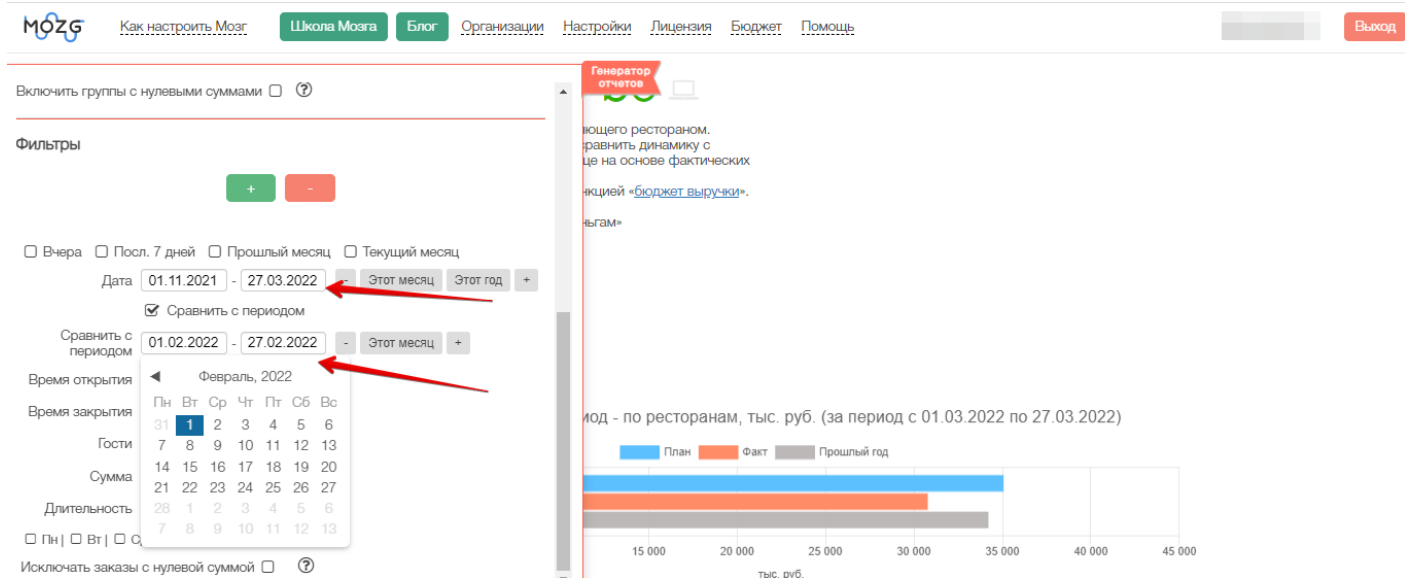 MOZG Как настроить Мозг Школа Мозга Блог Организации Настройки Лицензия Бюджет Помощь Выход
Включить группы с нулевыми суммами
Фильтры
+ -
Вчера Посл. 7 дней Прошлый месяц Текущий месяц
Дата 01.11.2021 - 27.03.2022 - Этот месяц Этот год +
Сравнить с периодом
Сравнить с
периодом 01.02.2022 - 27.02.2022 - Этот месяц +
Время открытия
Время закрытия
Гости
Сумма
Длительность
Февраль, 2022
Пн Вт Ср Чт Пт Сб Вс
31 1 2 3 4 5 6
7 8 9 10 11 12 13
14 15 16 17 18 19 20
21 22 23 24 25 26 27
28 1 2 3 4 5 6
7 8 9 10 11 12 13
Пн | Вт |
Исключать заказы с нулевой суммой
Генератор
отчетов
ющего рестораном.
равнить динамику с
це на основе фактических
нкцией «бюджет выручки».
ньгам»
иод - по ресторанам, тыс. руб. (за период с 01.03.2022 по 27.03.2022)
План Факт Прошлый год
15 000 20 000 25 000 30 000 35 000 40 000 45 000
тыс. руб.